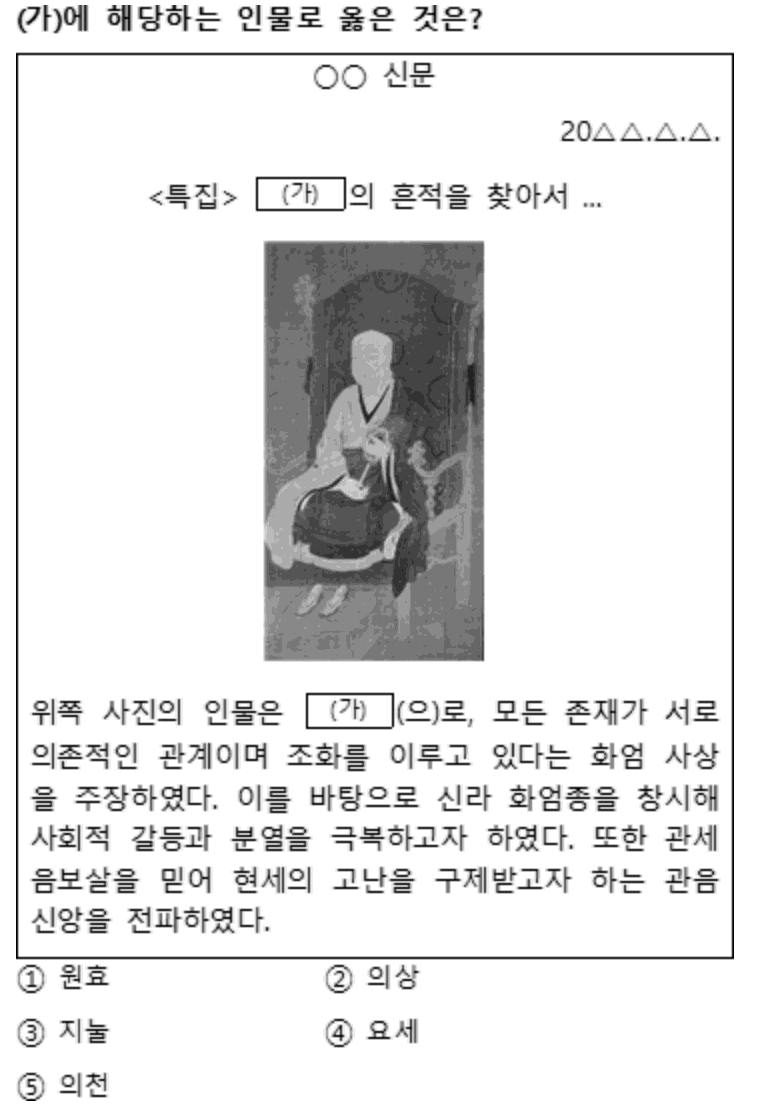 (가)에 해당하는 인물로 옳은 것은?
○○ 신문
20△△.△.△.
<특집> (가) 의 흔적을 찾아서 ...
위쪽 사진의 인물은 (가) (으)로, 모든 존재가 서로
의존적인 관계이며 조화를 이루고 있다는 화엄 사상
을 주장하였다. 이를 바탕으로 신라 화엄종을 창시해
사회적 갈등과 분열을 극복하고자 하였다. 또한 관세
음보살을 믿어 현세의 고난을 구제받고자 하는 관음
신앙을 전파하였다.
① 원효 ② 의상
③ 지눌 ④ 요세
⑤ 의천